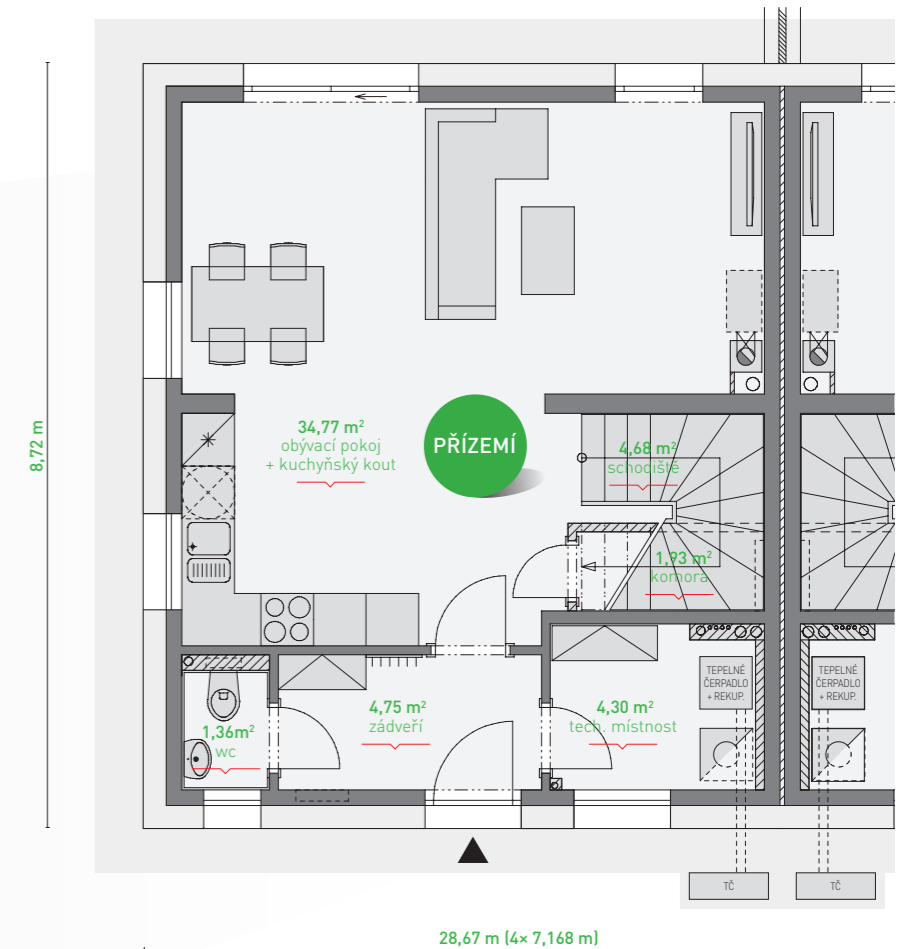 8,72 m
34,77 m²
obývací pokoj
+ kuchyňský kout
PŘÍZEMÍ
4,68 m²
schodiště
1,93 m²
komora
1,36m²
wc
4,75 m²
zádveří
4,30 m²
tech. místnost
TEPELNÉ
ČERPADLO
+ REKUP.
TEPELNÉ
ČERPADLO
+ REKUP.
TČ
TČ
28,67 m (4× 7,168 m)